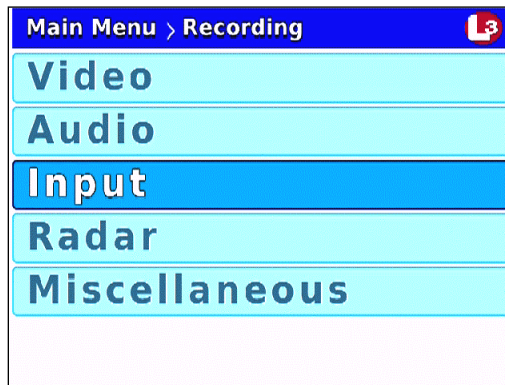 Main Menu > Recording L3
Video
Audio
Input
Radar
Miscellaneous